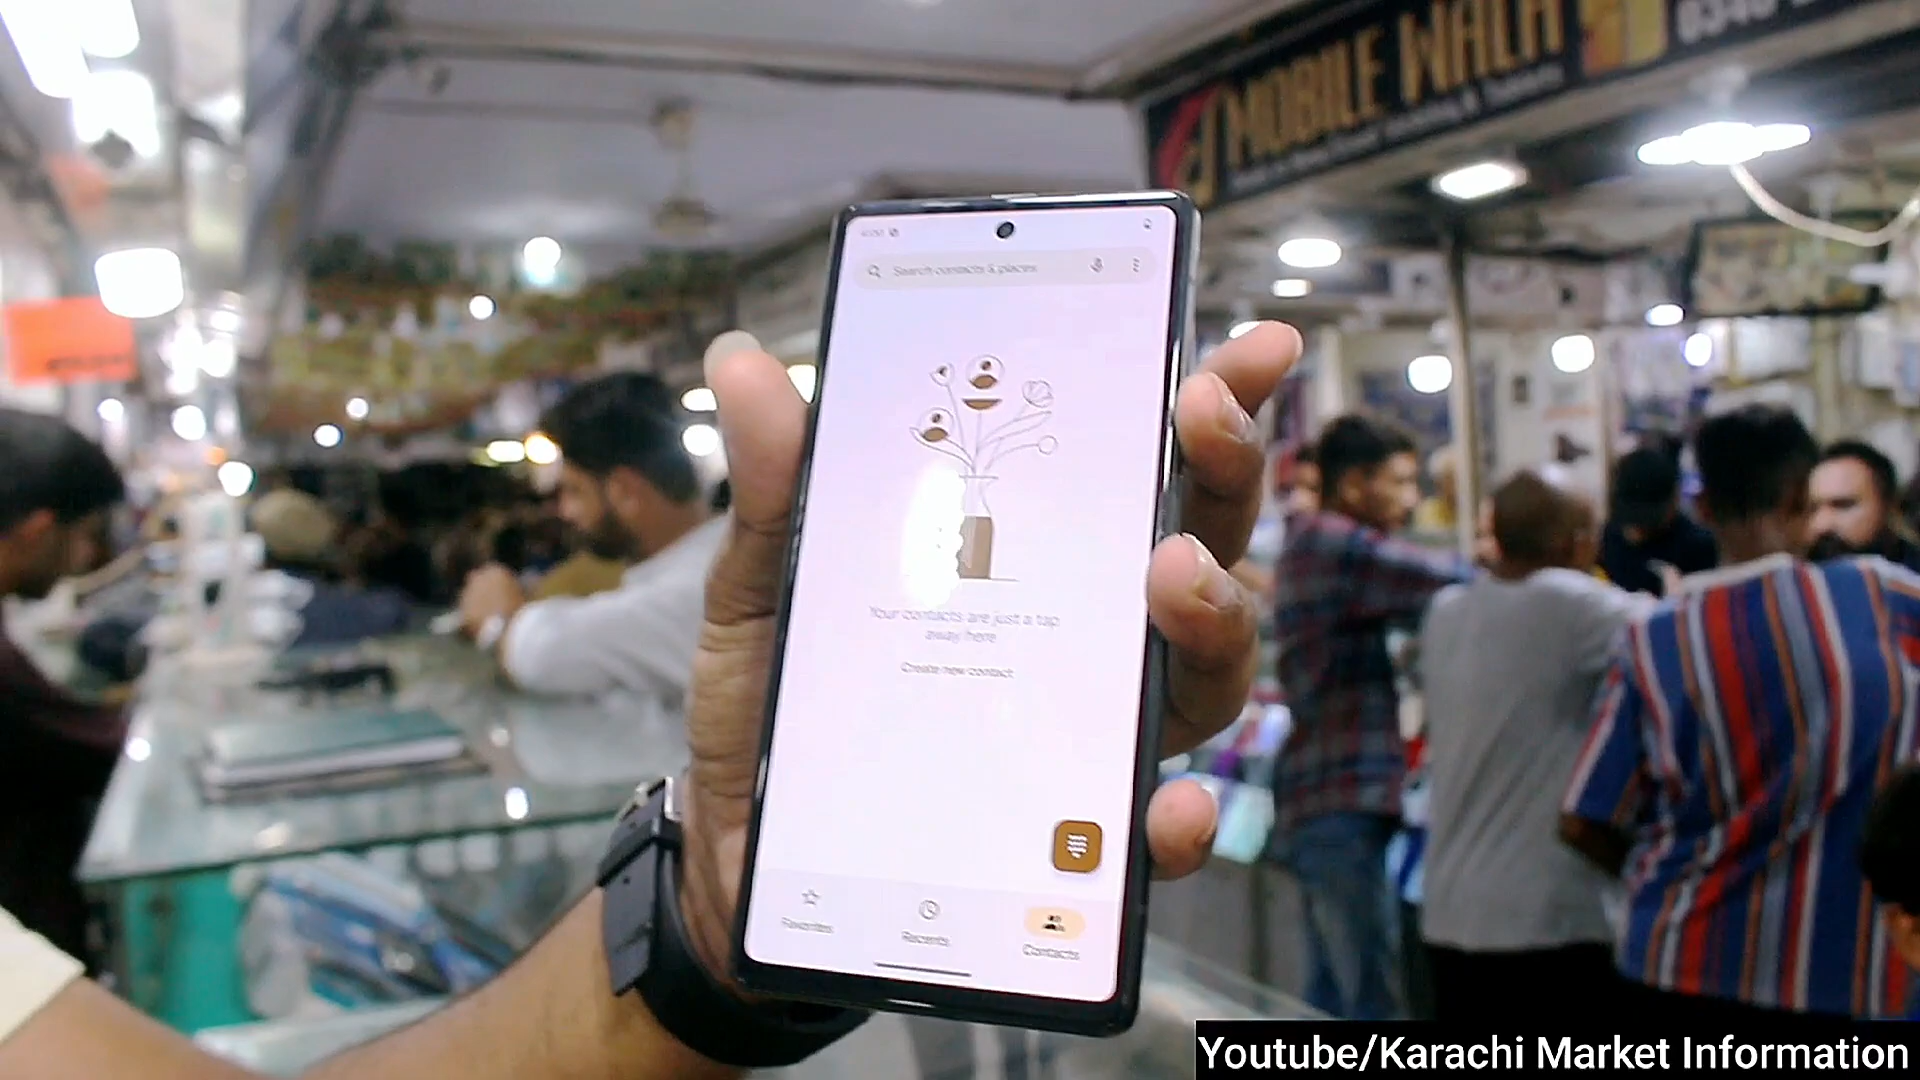 MOBILE WALA
0345
Search contacts & places
Your contacts are just a tap
away here
Create new contact
Favorites
Recents
Contacts
Youtube/Karachi Market Information